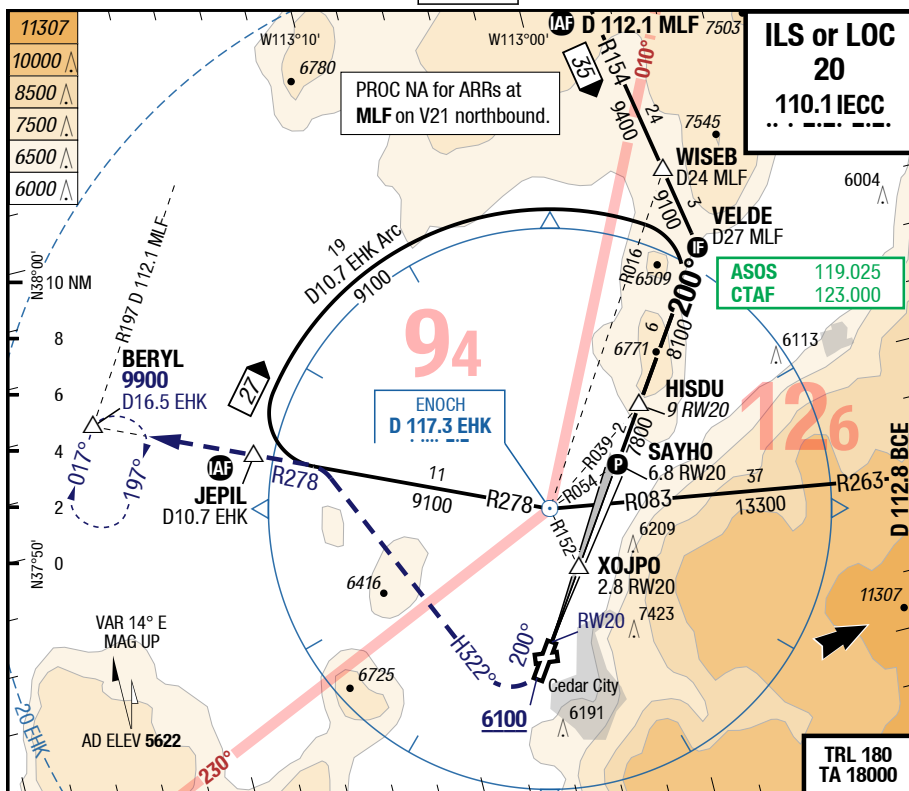 11307
10000
8500
7500
6500
6000
W113°10'
W113°00'
IAF D 112.1 MLF
7503
ILS or LOC
20
110.1 IECC
6780
PROC NA for ARRs at
MLF on V21 northbound.
R154
35
010°
24
9400
7545
WISEB
D24 MLF
6004
9100
3
VELDE
D27 MLF
IF
19
D10.7 EHK Arc
9100
R016
6509
200°
ASOS 119.025
CTAF 123.000
N38°00'
10 NM
R197 D 112.1 MLF
8
94
6
8100
6771
6113
BERYL
9900
D16.5 EHK
27
6
HISDU
9 RW20
126
ENOCH
D 117.3 EHK
2
7800
R039
R054
4
017°
197°
IAF
JEPIL
D10.7 EHK
R278
11
9100
R278
P
SAYHO
6.8 RW20
R083
37
13300
R263
D 112.8 BCE
2
R152
6209
N37°50'
0
XOJPO
2.8 RW20
6416
7423
11307
VAR 14° E
MAG UP
H322°
200°
RW20
6725
Cedar City
6100
6191
AD ELEV 5622
20 EHK
230°
TRL 180
TA 18000